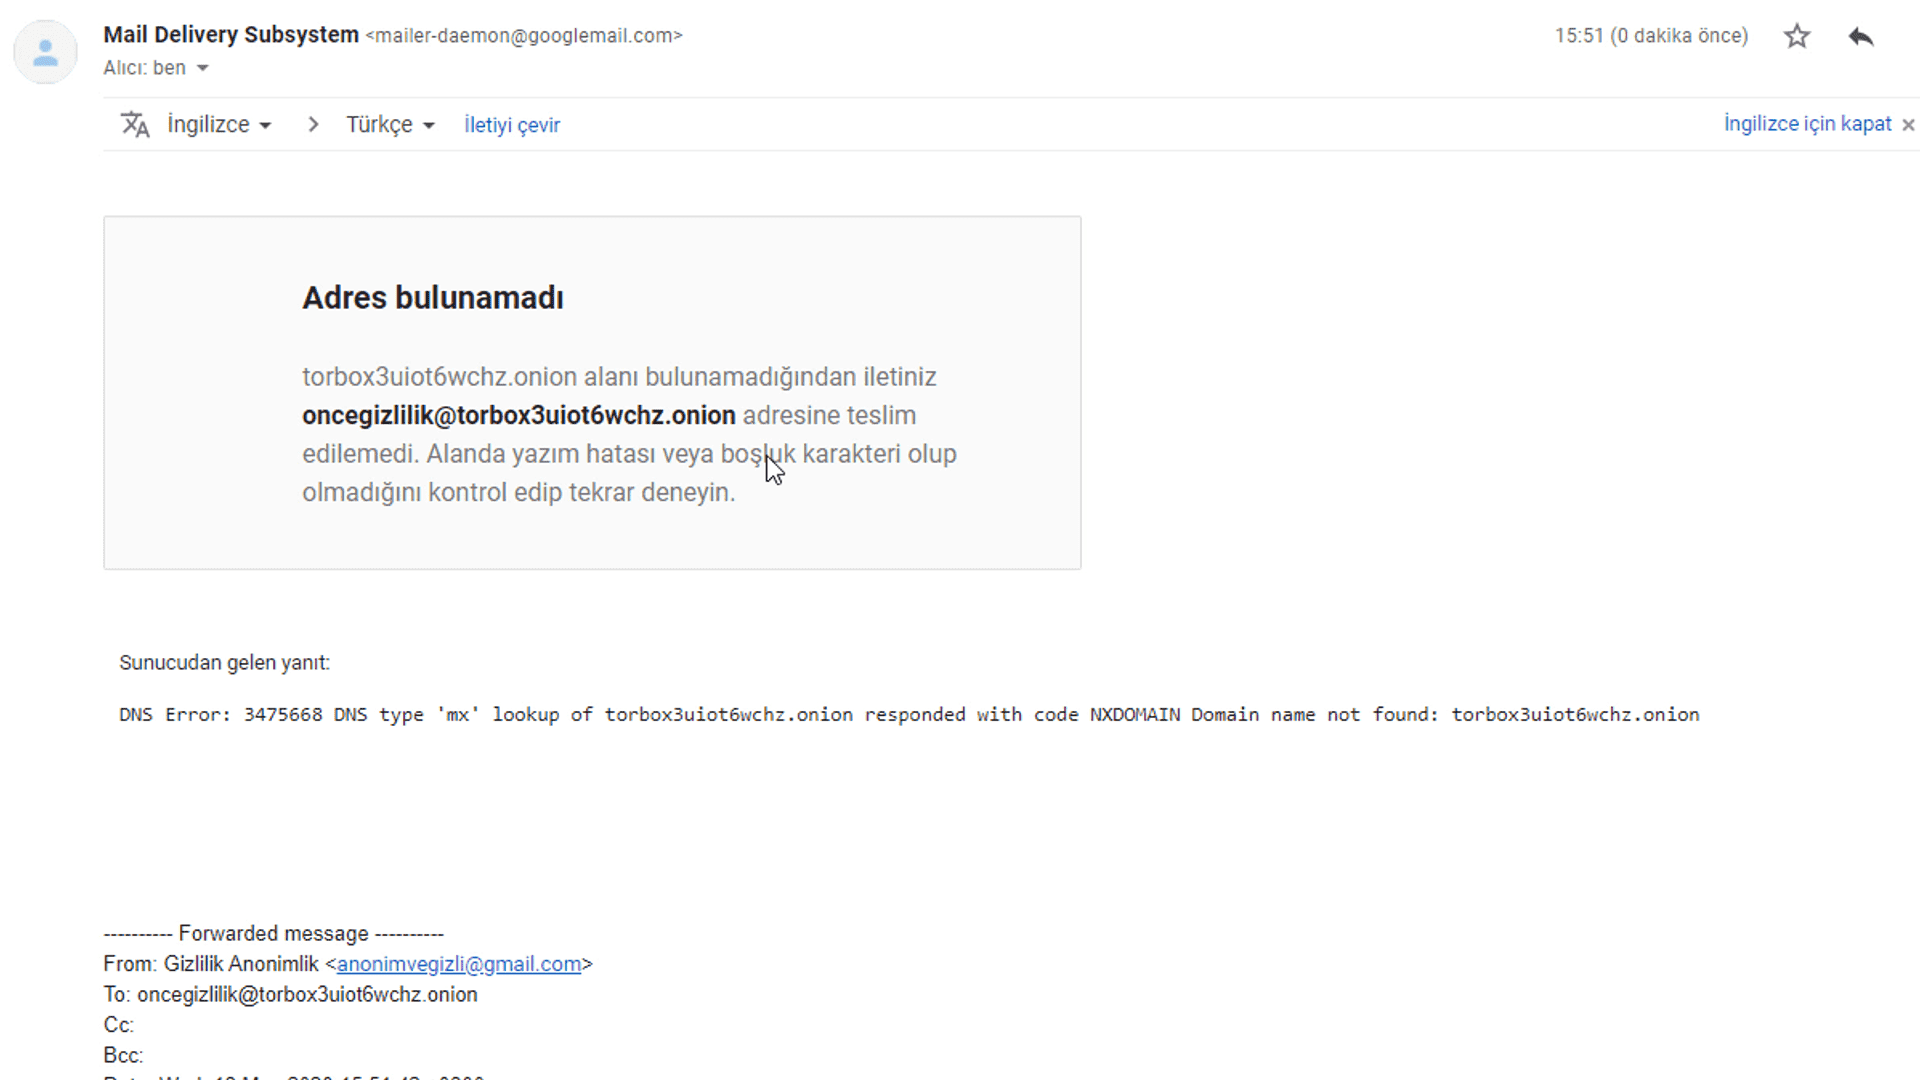 Mail Delivery Subsystem <mailer-daemon@googlemail.com>
15:51 (0 dakika önce)
Alıcı: ben
İngilizce > Türkçe İletiyi çevir
İngilizce için kapat ×
Adres bulunamadı
torbox3uiot6wchz.onion alanı bulunamadığından iletiniz
oncegizlilik@torbox3uiot6wchz.onion adresine teslim
edilemedi. Alanda yazım hatası veya boşluk karakteri olup
olmadığını kontrol edip tekrar deneyin.
Sunucudan gelen yanıt:
DNS Error: 3475668 DNS type 'mx' lookup of torbox3uiot6wchz.onion responded with code NXDOMAIN Domain name not found: torbox3uiot6wchz.onion
---------- Forwarded message ----------
From: Gizlilik Anonimlik <anonimvegizli@gmail.com>
To: oncegizlilik@torbox3uiot6wchz.onion
Cc:
Bcc: